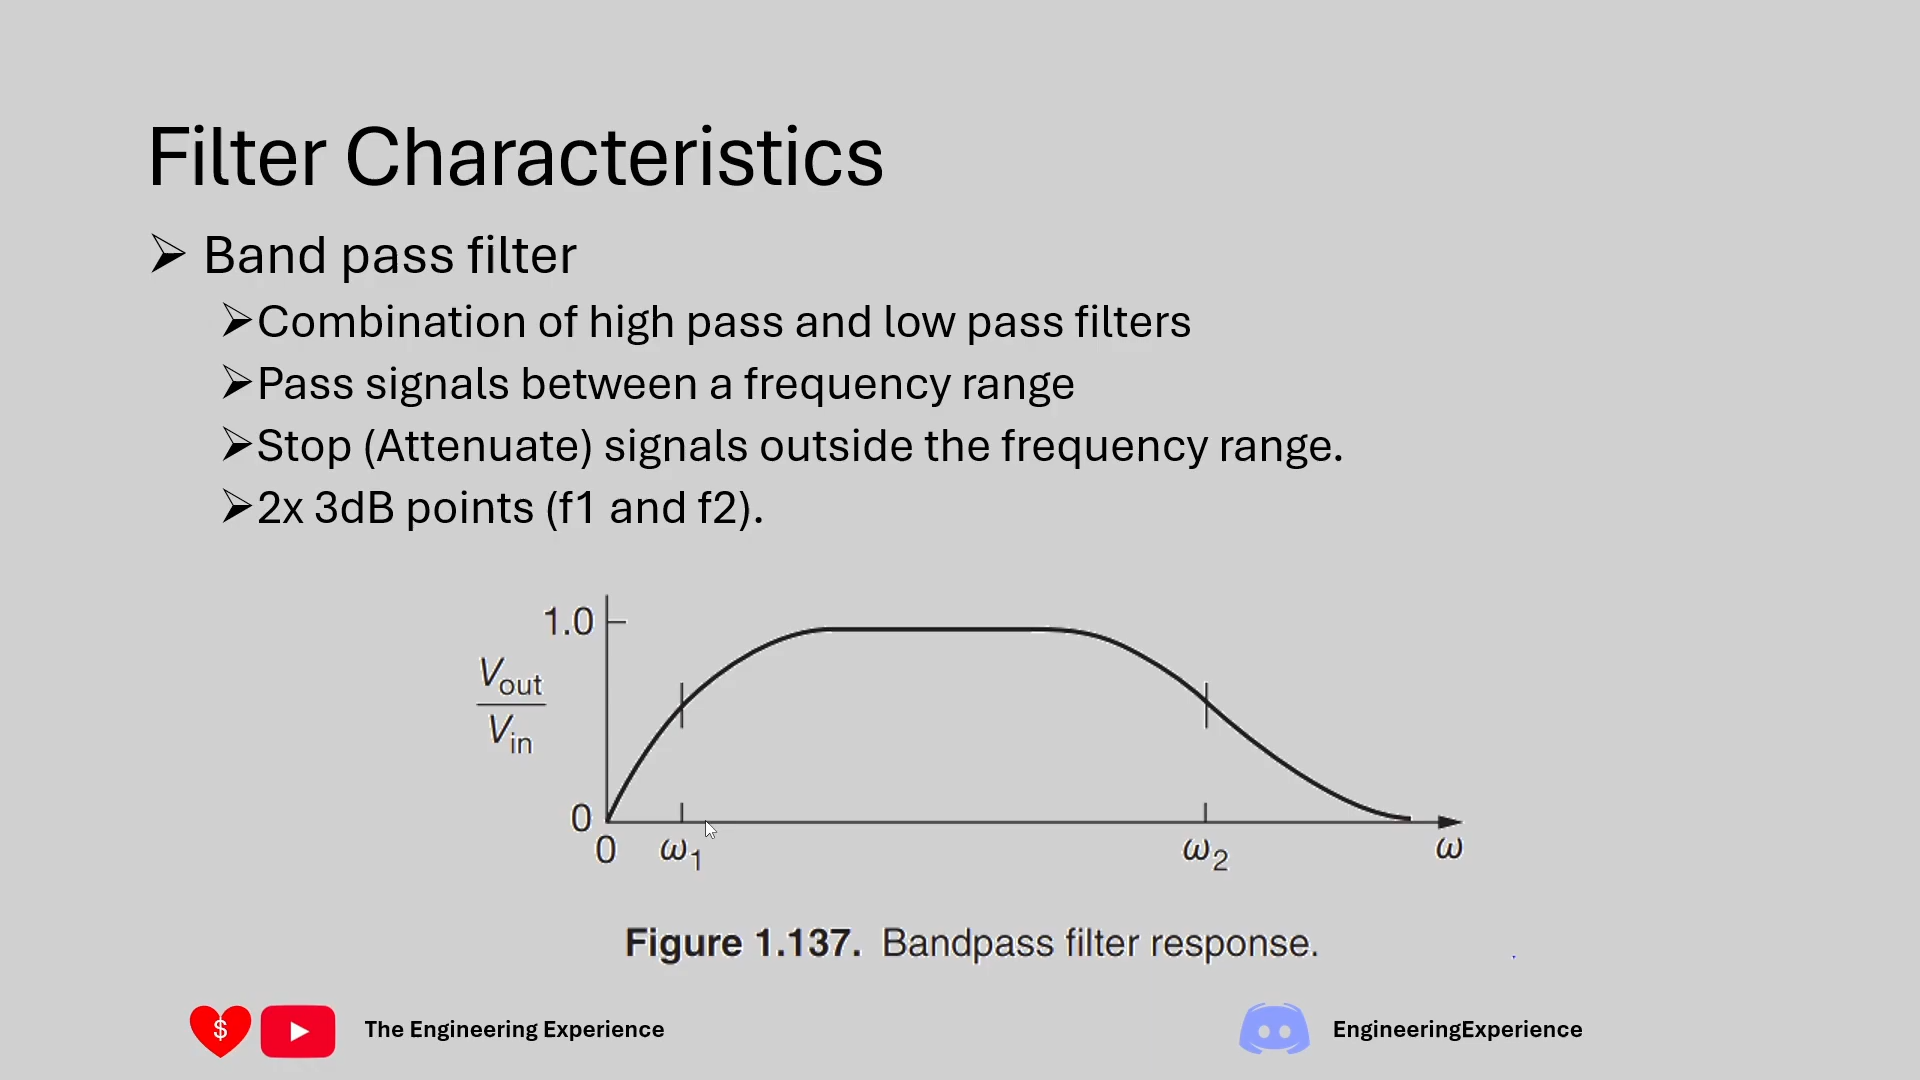 Filter Characteristics
➢ Band pass filter
➢Combination of high pass and low pass filters
➢Pass signals between a frequency range
➢Stop (Attenuate) signals outside the frequency range.
➢2x 3dB points (f1 and f2).
1.0
Vout
Vin
0
0 ω1 ω2 ω
Figure 1.137. Bandpass filter response.
$ The Engineering Experience EngineeringExperience